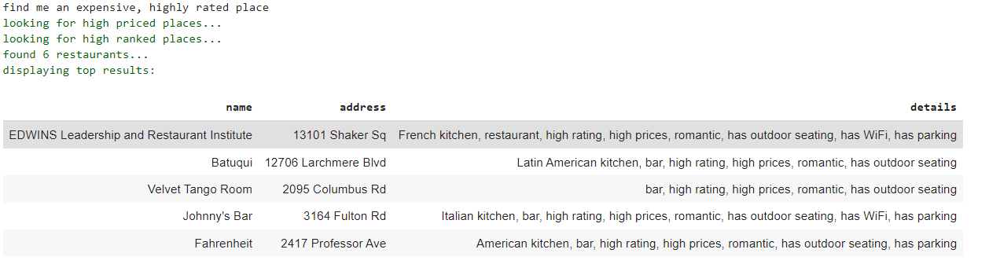 find me an expensive, highly rated place
looking for high priced places...
looking for high ranked places...
found 6 restaurants...
displaying top results:
name address details
EDWINS Leadership and Restaurant Institute 13101 Shaker Sq French kitchen, restaurant, high rating, high prices, romantic, has outdoor seating, has WiFi, has parking
Batuqui 12706 Larchmere Blvd Latin American kitchen, bar, high rating, high prices, romantic, has outdoor seating
Velvet Tango Room 2095 Columbus Rd bar, high rating, high prices, romantic, has outdoor seating
Johnny's Bar 3164 Fulton Rd Italian kitchen, bar, high rating, high prices, romantic, has outdoor seating, has WiFi, has parking
Fahrenheit 2417 Professor Ave American kitchen, bar, high rating, high prices, romantic, has outdoor seating, has parking